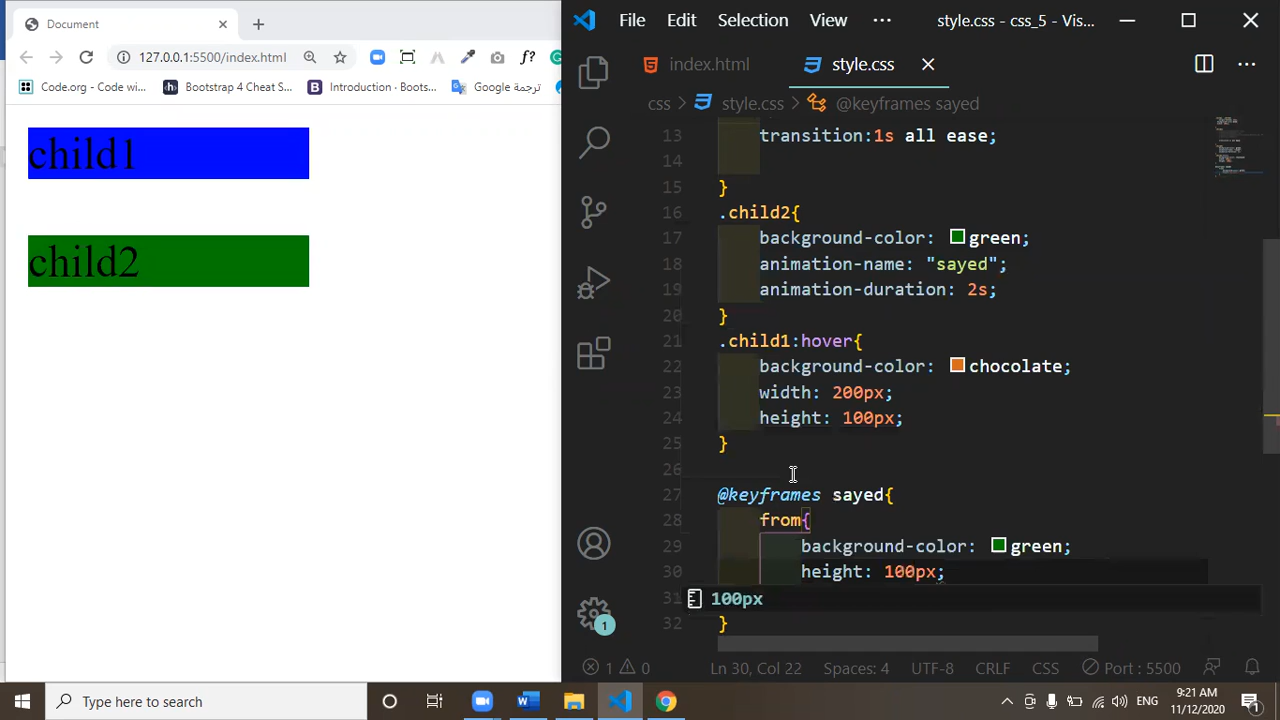 Document
File Edit Selection View ··· style.css - css_5 - Vis...
127.0.0.1:5500/index.html
f?
Code.org - Code wi... Bootstrap 4 Cheat S... Introduction · Boots... ترجمة Google
index.html style.css
css > style.css > @keyframes sayed
child1
child2
13 transition:1s all ease;
14
15 }
16 .child2{
17 background-color: green;
18 animation-name: "sayed";
19 animation-duration: 2s;
20 }
21 .child1:hover{
22 background-color: chocolate;
23 width: 200px;
24 height: 100px;
25 }
26
27 @keyframes sayed{
28 from{
29 background-color: green;
30 height: 100px;
31 100px
32 }
1
1 0 Ln 30, Col 22 Spaces: 4 UTF-8 CRLF CSS Port : 5500
Type here to search
ENG
9:21 AM
11/12/2020
1